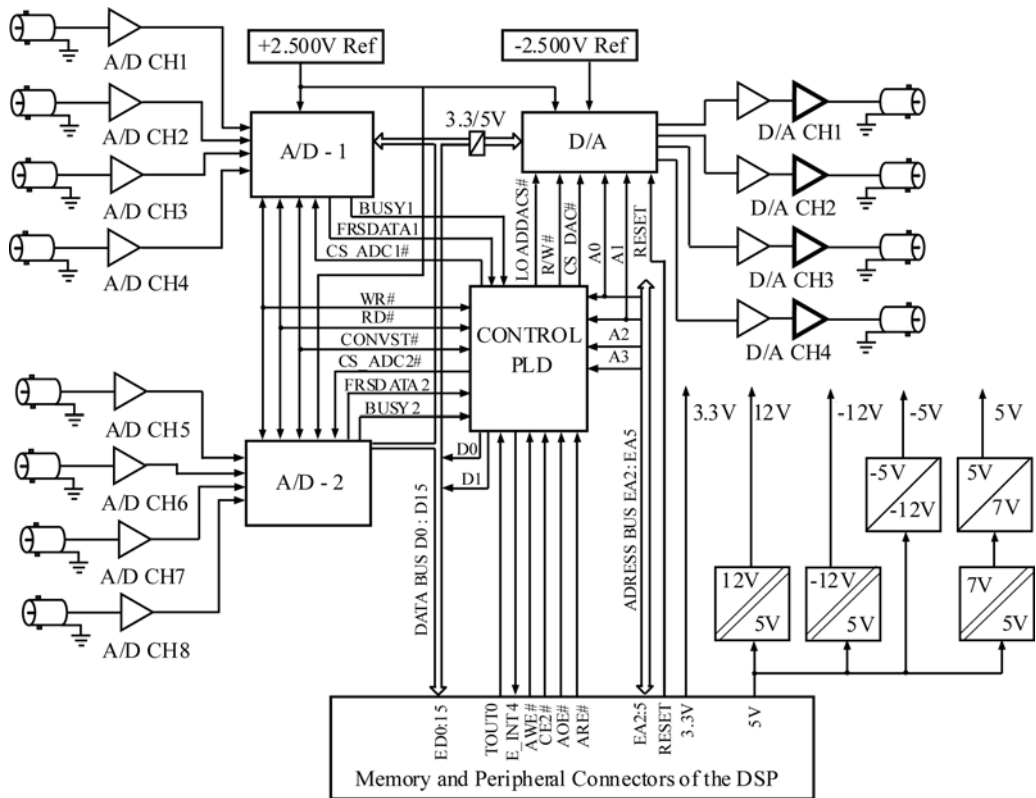 +2.500V Ref
-2.500V Ref
A/D CH1
A/D CH2
A/D CH3
A/D CH4
A/D - 1
3.3/5V
D/A
D/A CH1
D/A CH2
D/A CH3
D/A CH4
BUSY1
FRSDATA1
CS_ADC1#
LOADDACS#
R/W#
CS_DAC#
A0
A1
RESET
WR#
RD#
CONVST#
CS_ADC2#
FRSDATA2
BUSY2
CONTROL
PLD
A2
A3
D0
D1
A/D CH5
A/D CH6
A/D CH7
A/D CH8
A/D - 2
DATA BUS D0 : D15
ADRESS BUS EA2 : EA5
3.3V
12V
-12V
-5V
5V
-5V
-12V
5V
7V
12V
5V
-12V
5V
7V
5V
ED0:15
TOUT0
E_INT4
AWE#
CE2#
AOE#
ARE#
EA2:5
RESET
3.3V
5V
Memory and Peripheral Connectors of the DSP